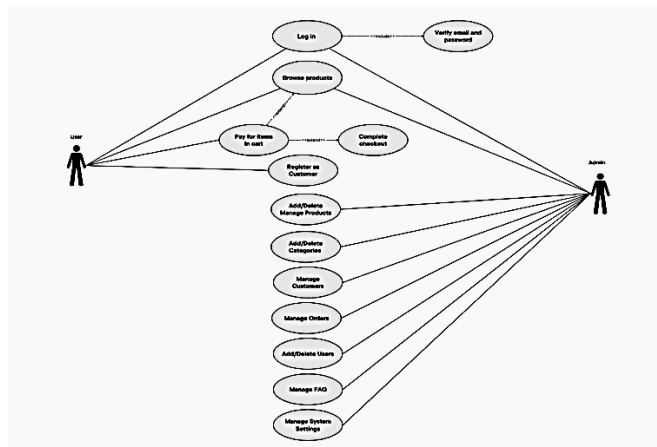 Log in
<<include>>
Verify email and
password
Browse products
User
Pay for items
in cart
Complete
checkout
Register as
Customer
Admin
Add/Delete
Manage Products
Add/Delete
Categories
Manage
Customers
Manage Orders
Add/Delete Users
Manage FAQ
Manage System
Settings